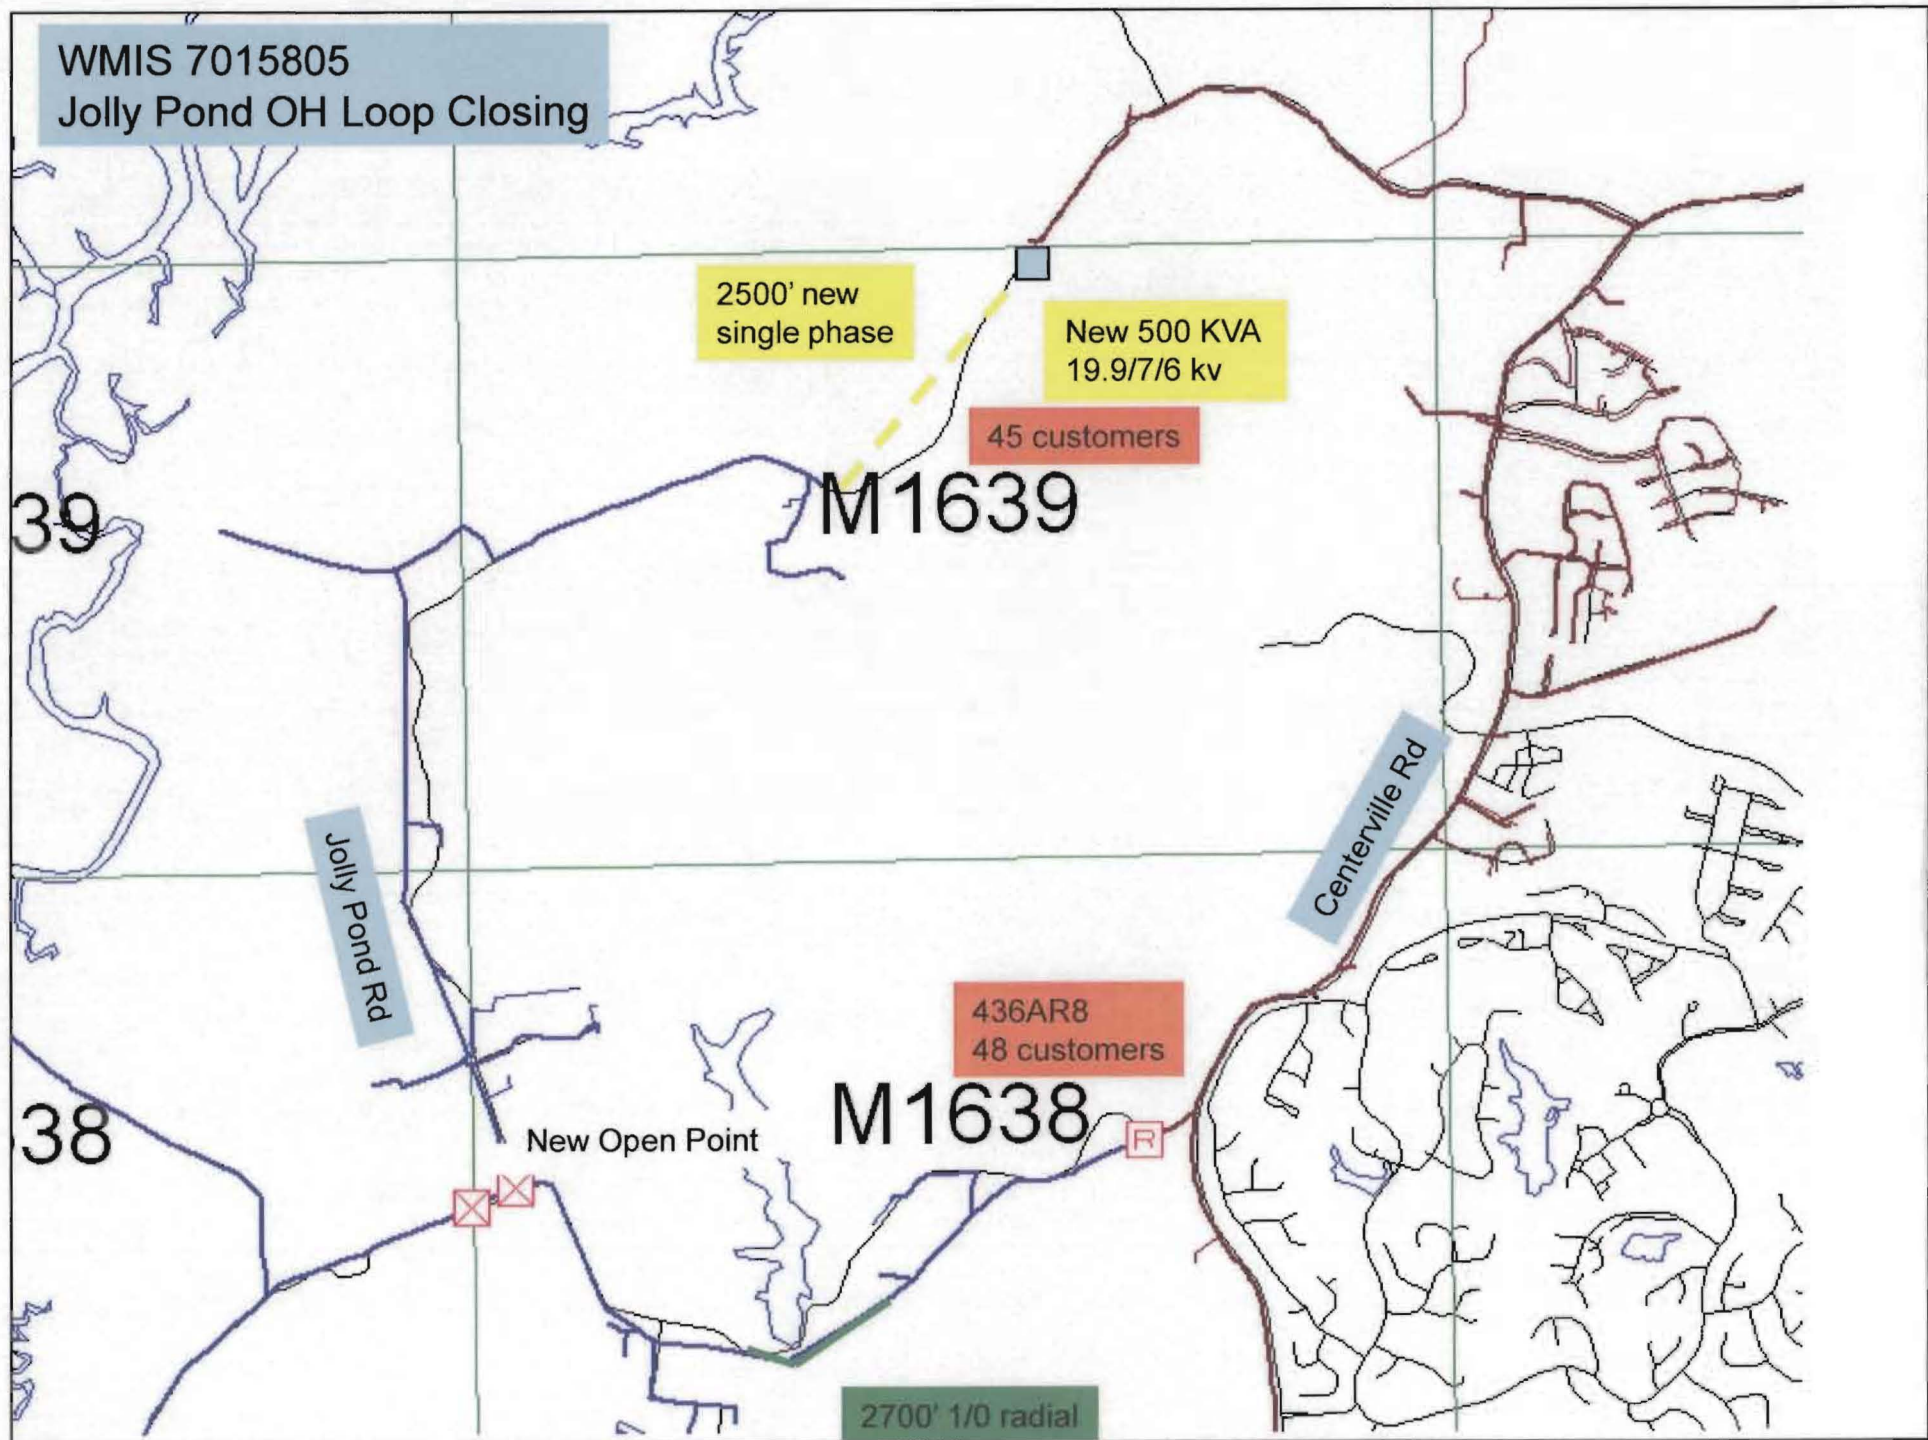 WMIS 7015805
Jolly Pond OH Loop Closing
2500' new
single phase
New 500 KVA
19.9/7/6 kv
45 customers
M1639
39
Centerville Rd
Jolly Pond Rd
436AR8
48 customers
M1638
R
38
New Open Point
2700' 1/0 radial